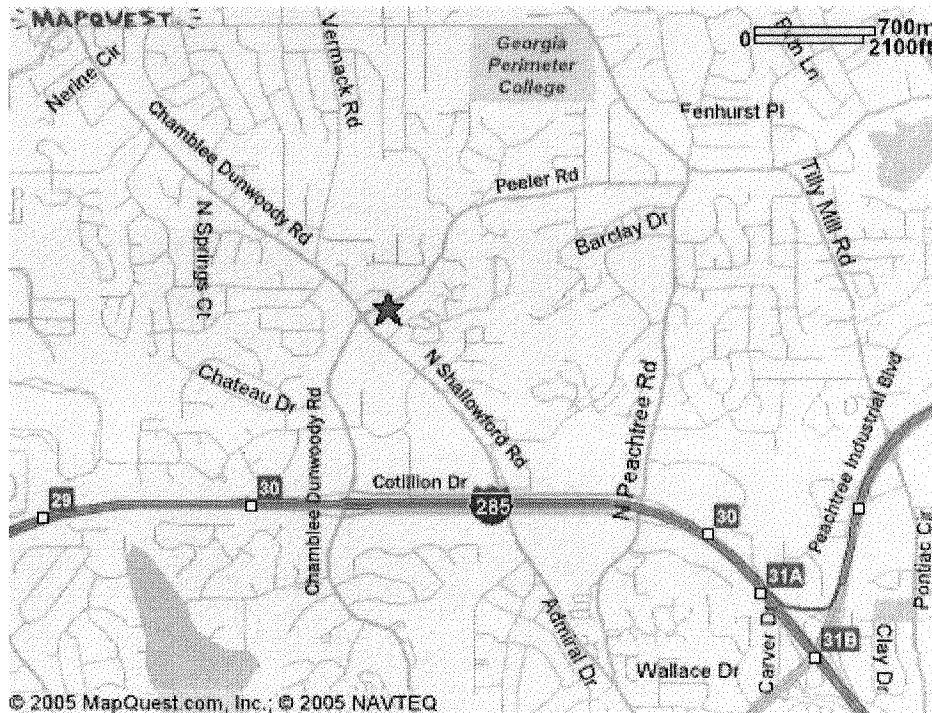 MAPQUEST
700m
0
2100ft
Georgia
Perimeter
College
Vermack Rd
Nerine Cir
Fenhurst Pl
Chamblee Dunwoody Rd
Peeler Rd
Tilly Mill Rd
N Springs Ct
Barclay Dr
N Shallowford Rd
Chateau Dr
Chamblee Dunwoody Rd
N Peachtree Rd
Peachtree Industrial Blvd
Cotillion Dr
29
30
285
30
31A
Pontiac Cir
Admiral Dr
Carver Dr
31B
Clay Dr
Wallace Dr
© 2005 MapQuest.com, Inc.; © 2005 NAVTEQ